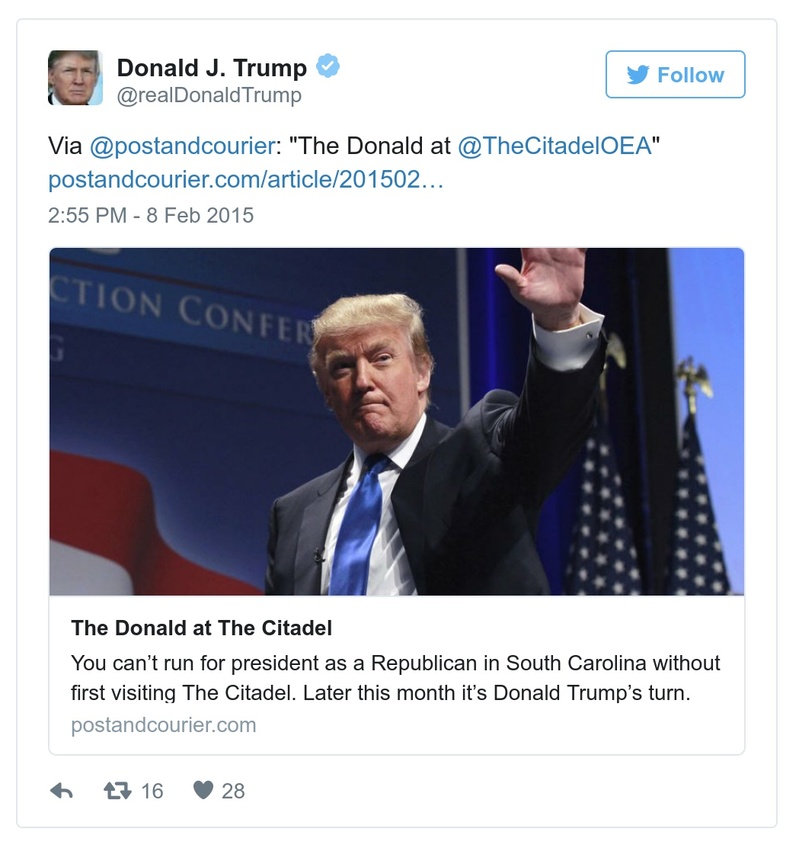 Donald J. Trump
@realDonaldTrump
Follow
Via @postandcourier: "The Donald at @TheCitadelOEA"
postandcourier.com/article/201502…
2:55 PM - 8 Feb 2015
CTION CONFER
G
The Donald at The Citadel
You can’t run for president as a Republican in South Carolina without
first visiting The Citadel. Later this month it’s Donald Trump’s turn.
postandcourier.com
16 28